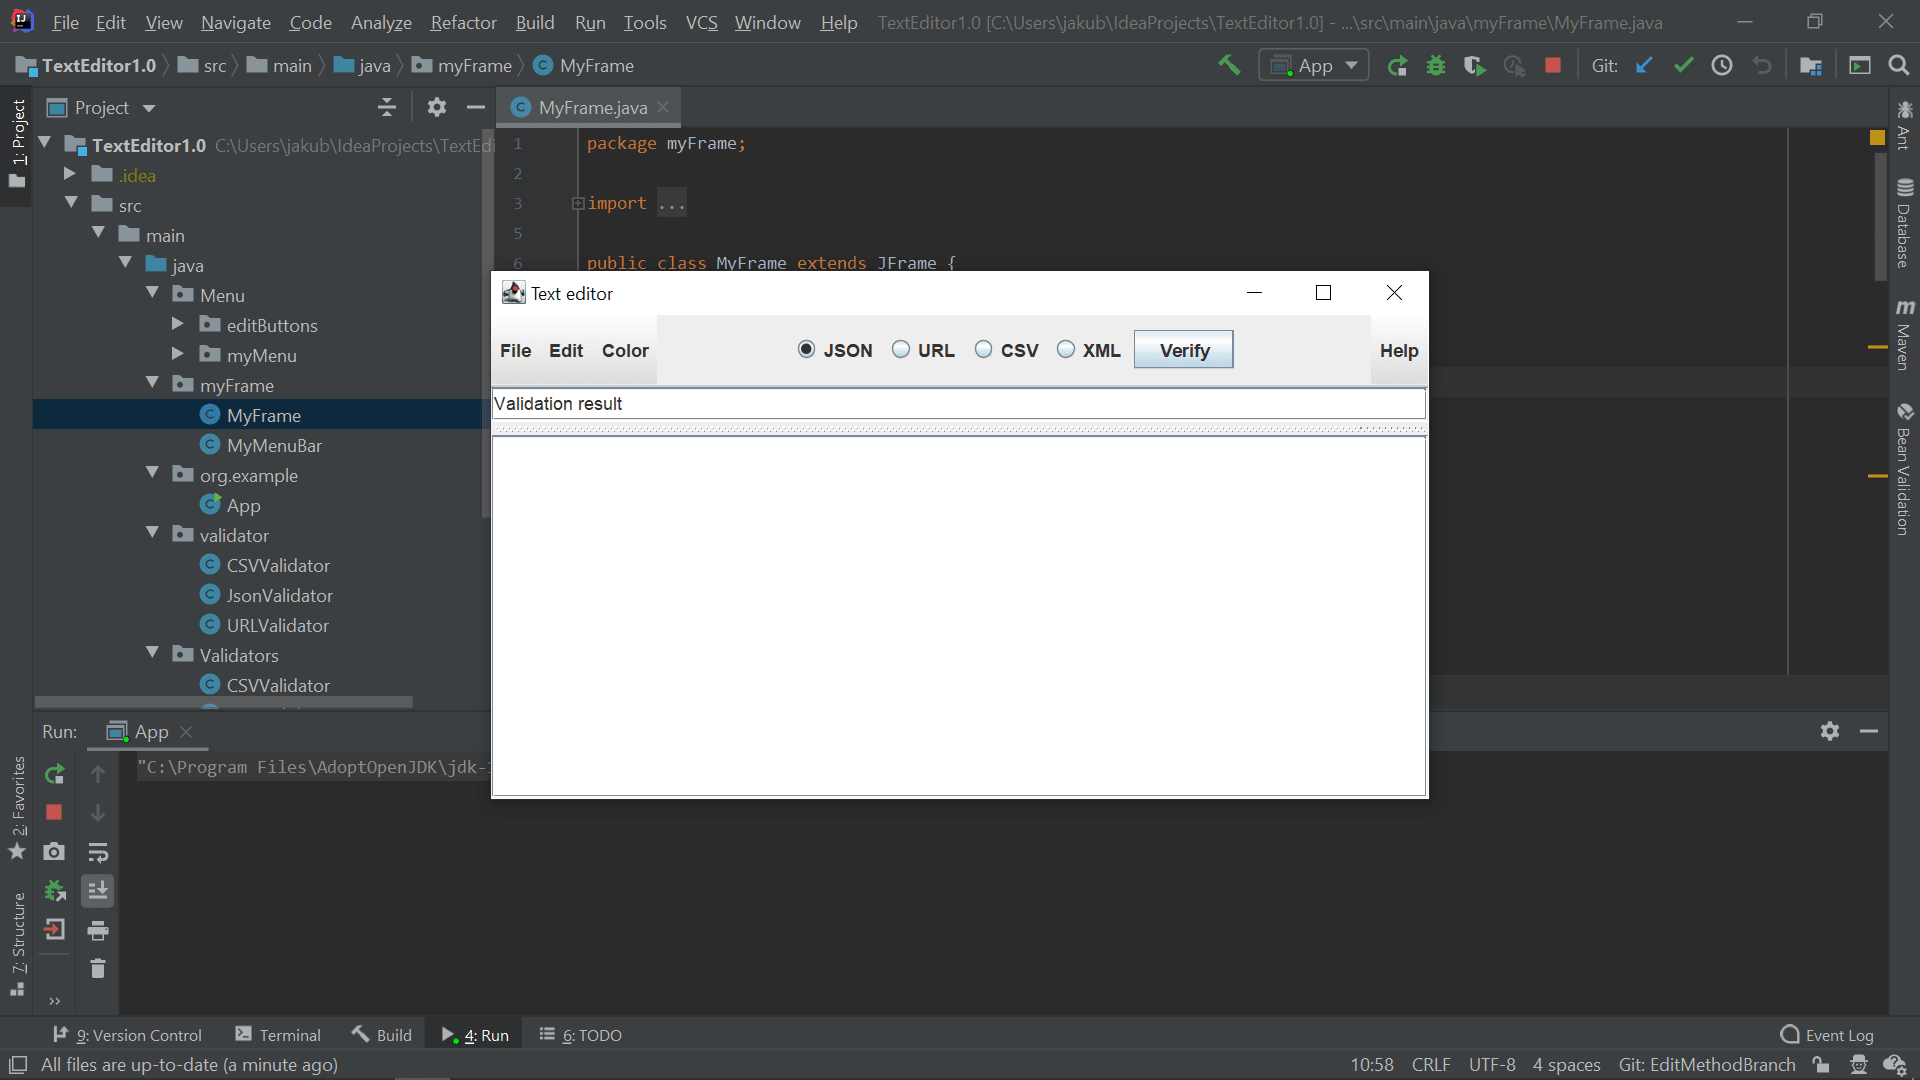 File Edit View Navigate Code Analyze Refactor Build Run Tools VCS Window Help TextEditor1.0 [C:\Users\jakub\IdeaProjects\TextEditor1.0] - ...\src\main\java\myFrame\MyFrame.java
TextEditor1.0 src main java myFrame MyFrame App Git:
Project MyFrame.java
1: Project
TextEditor1.0 C:\Users\jakub\IdeaProjects\TextEdi
.idea
src
main
java
Menu
editButtons
myMenu
myFrame
MyFrame
MyMenuBar
org.example
App
validator
CSVValidator
JsonValidator
URLValidator
Validators
CSVValidator
1 package myFrame;
2
3 import ...
5
6 public class MyFrame extends JFrame {
Text editor
File Edit Color JSON URL CSV XML Verify Help
Validation result
Ant
Database
m Maven
Bean Validation
Run: App
"C:\Program Files\AdoptOpenJDK\jdk-
2: Favorites
7: Structure
9: Version Control Terminal Build 4: Run 6: TODO Event Log
All files are up-to-date (a minute ago) 10:58 CRLF UTF-8 4 spaces Git: EditMethodBranch